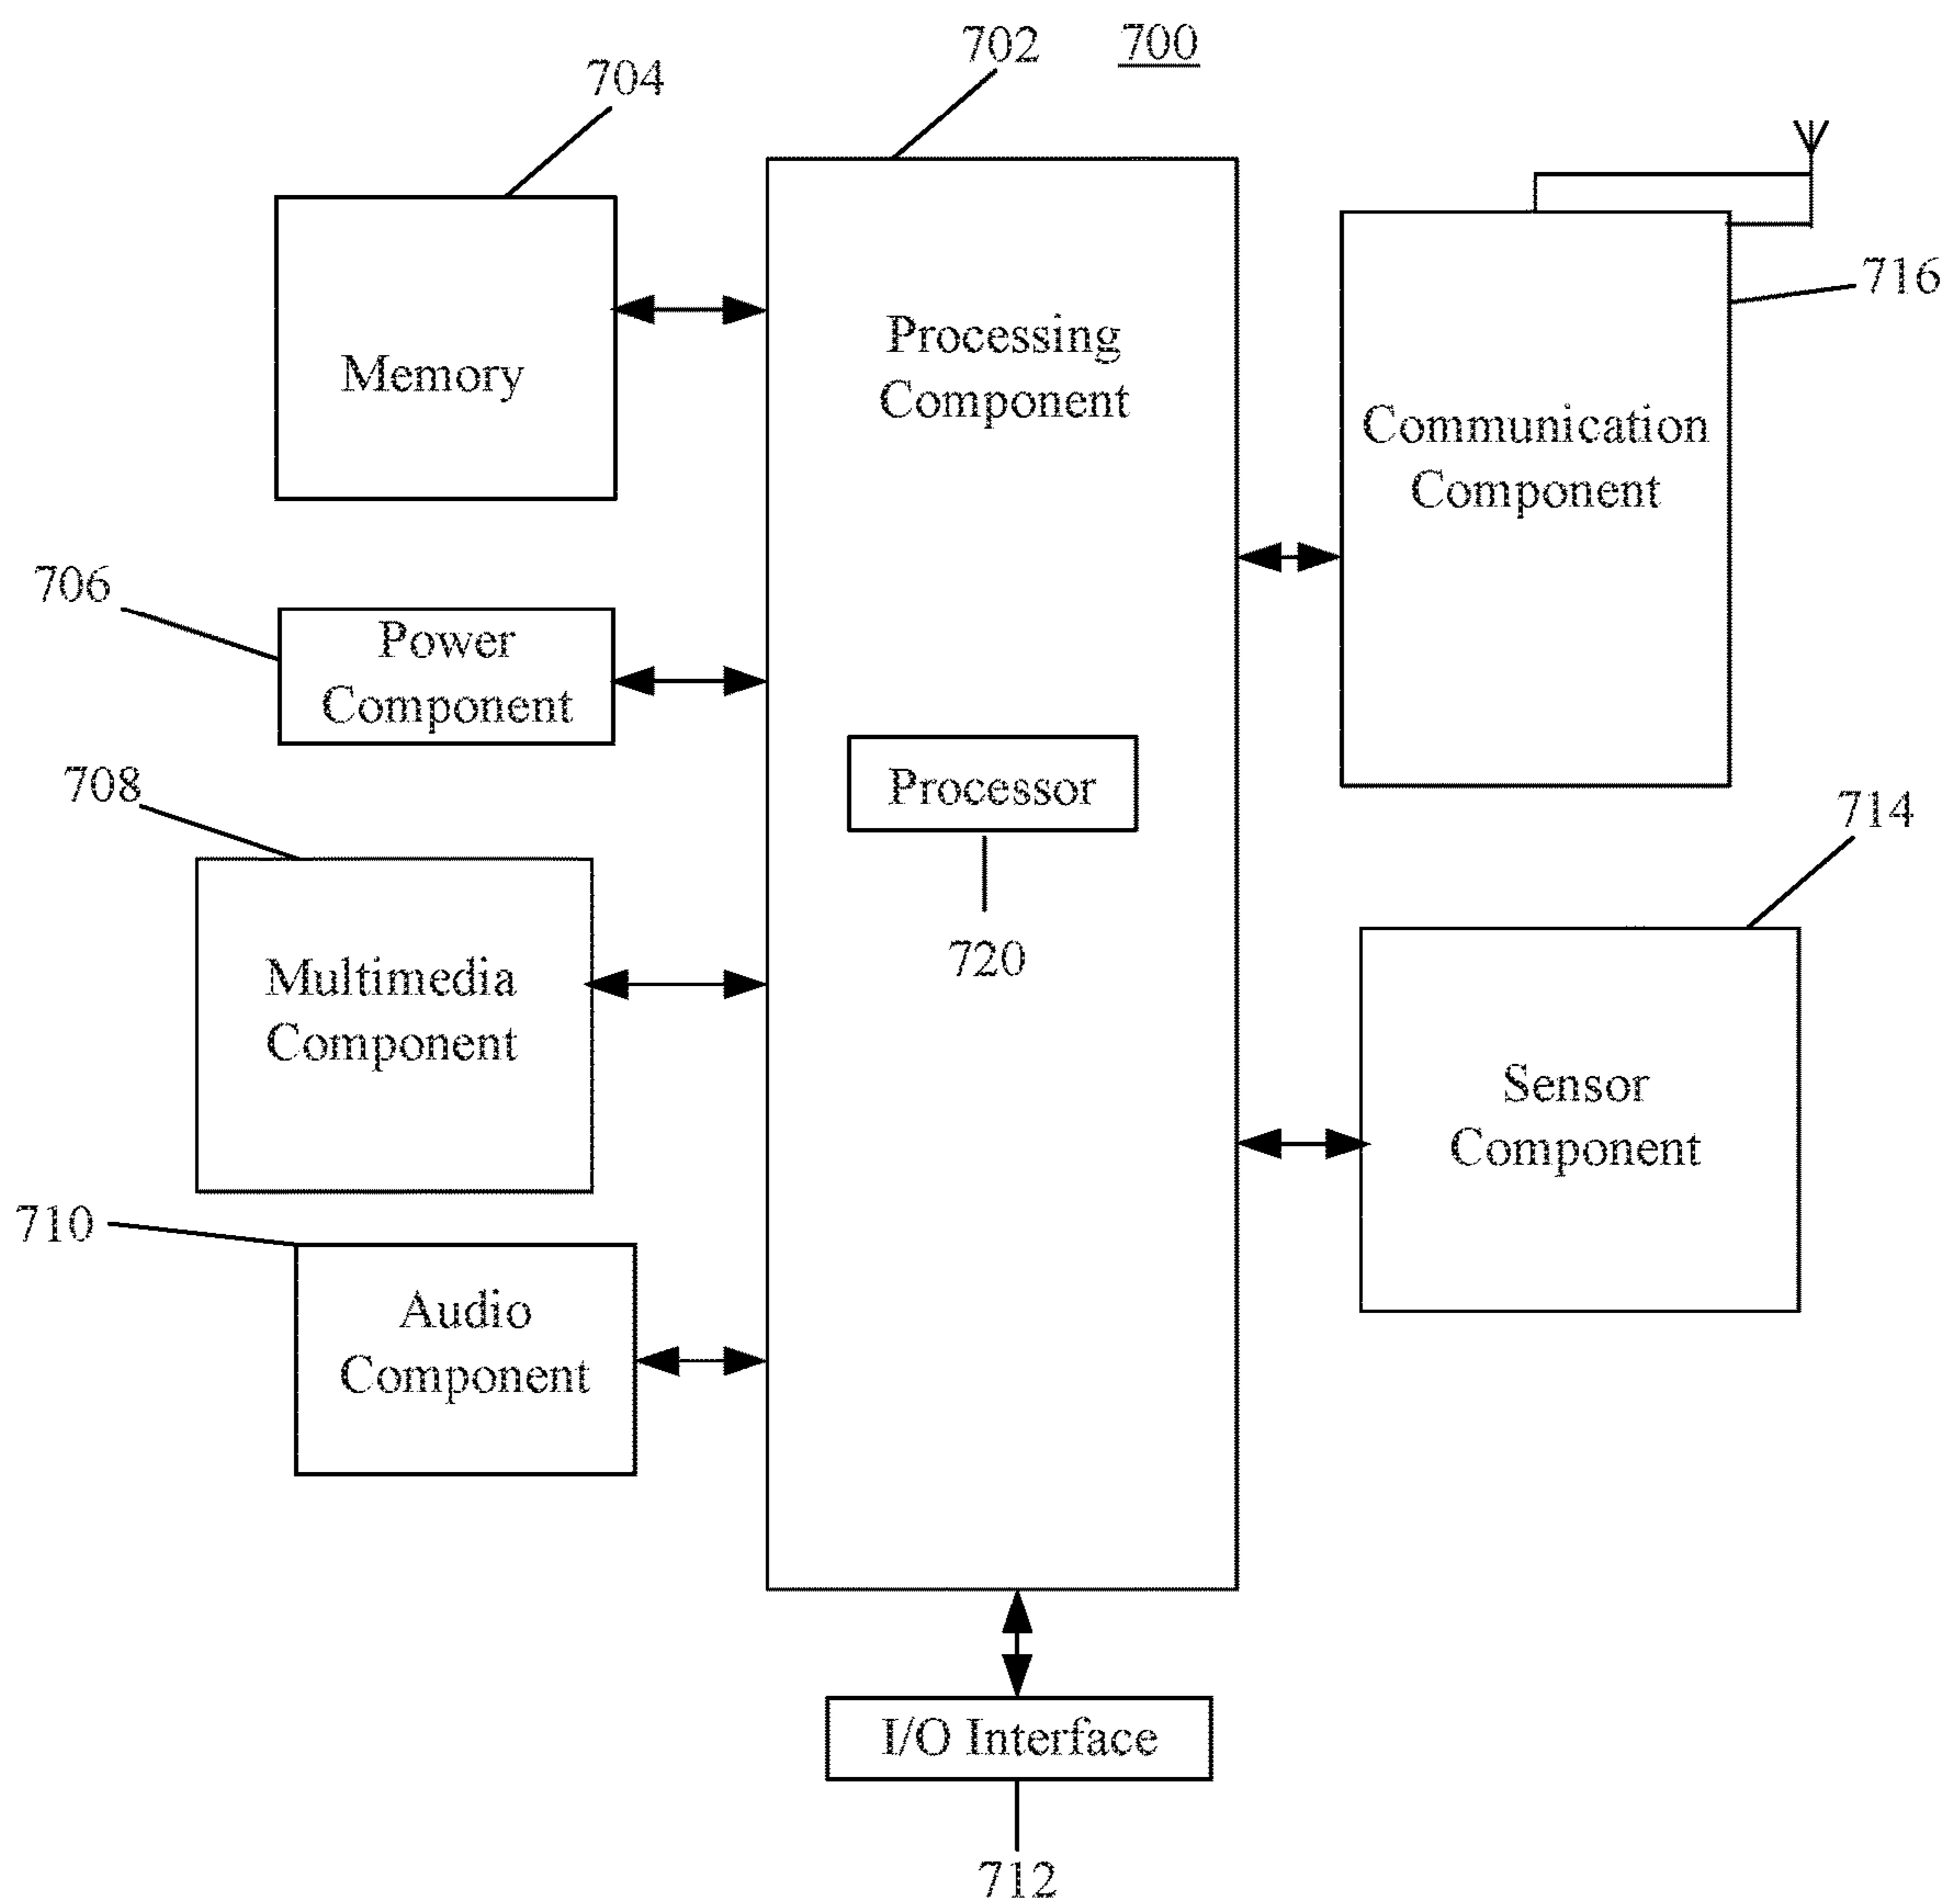 702
700
704
Memory
Processing
Component
716
Communication
Component
706
Power
Component
708
Processor
714
720
Multimedia
Component
Sensor
Component
710
Audio
Component
I/O Interface
712